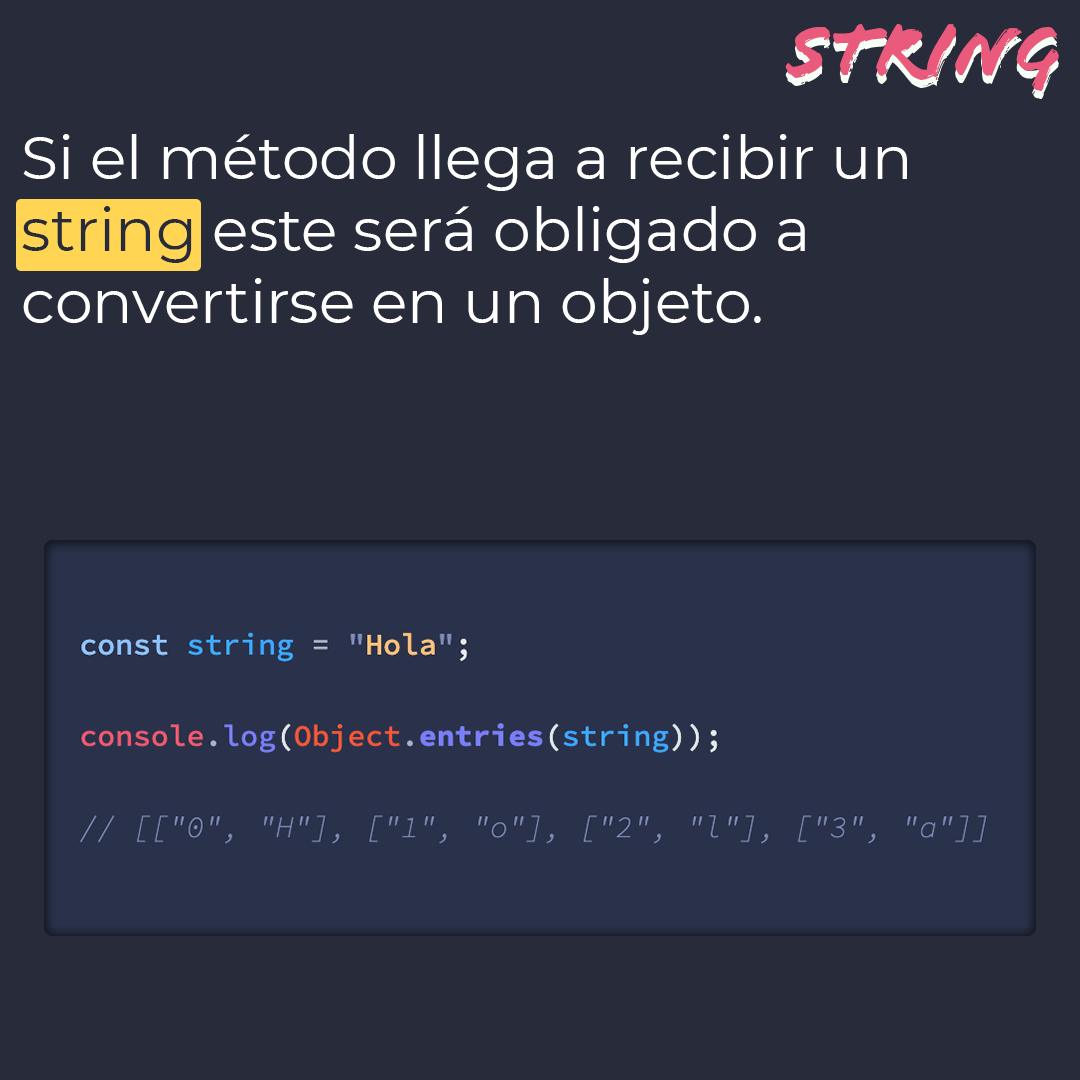 STRING
Si el método llega a recibir un
string este será obligado a
convertirse en un objeto.
const string = "Hola";
console.log(Object.entries(string));
// [["0", "H"], ["1", "o"], ["2", "l"], ["3", "a"]]